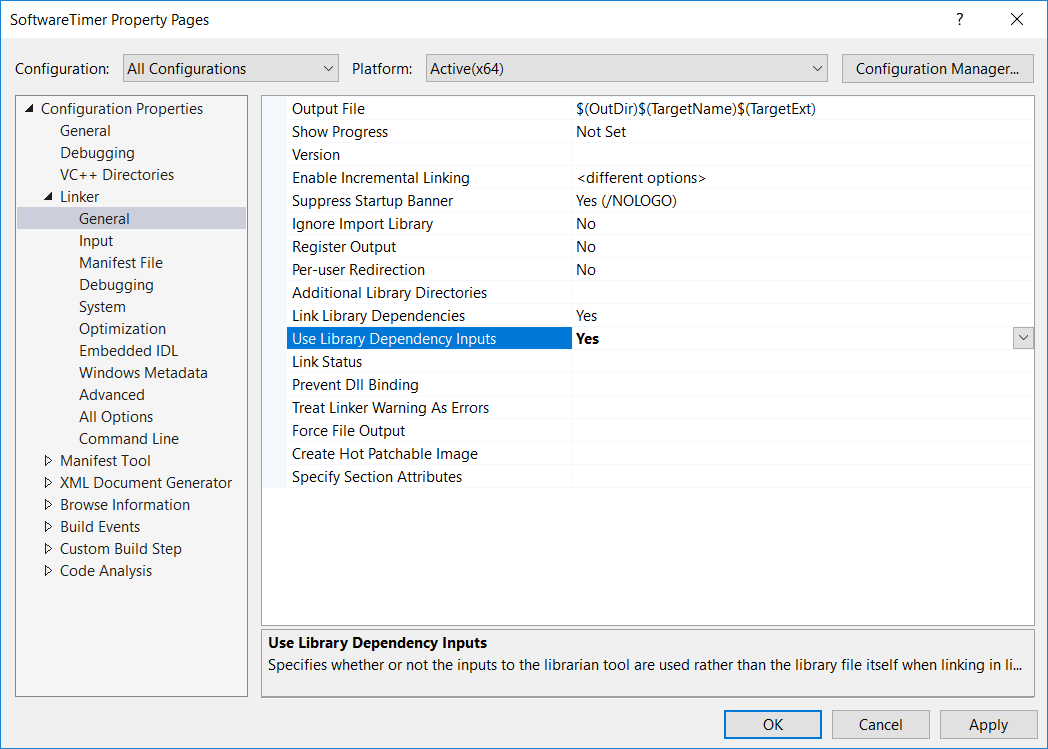 SoftwareTimer Property Pages
?
Configuration: All Configurations Platform: Active(x64) Configuration Manager...
Configuration Properties
General
Debugging
VC++ Directories
Linker
General
Input
Manifest File
Debugging
System
Optimization
Embedded IDL
Windows Metadata
Advanced
All Options
Command Line
Manifest Tool
XML Document Generator
Browse Information
Build Events
Custom Build Step
Code Analysis
Output File $(OutDir)$(TargetName)$(TargetExt)
Show Progress Not Set
Version
Enable Incremental Linking <different options>
Suppress Startup Banner Yes (/NOLOGO)
Ignore Import Library No
Register Output No
Per-user Redirection No
Additional Library Directories
Link Library Dependencies Yes
Use Library Dependency Inputs Yes
Link Status
Prevent Dll Binding
Treat Linker Warning As Errors
Force File Output
Create Hot Patchable Image
Specify Section Attributes
Use Library Dependency Inputs
Specifies whether or not the inputs to the librarian tool are used rather than the library file itself when linking in li...
OK Cancel Apply